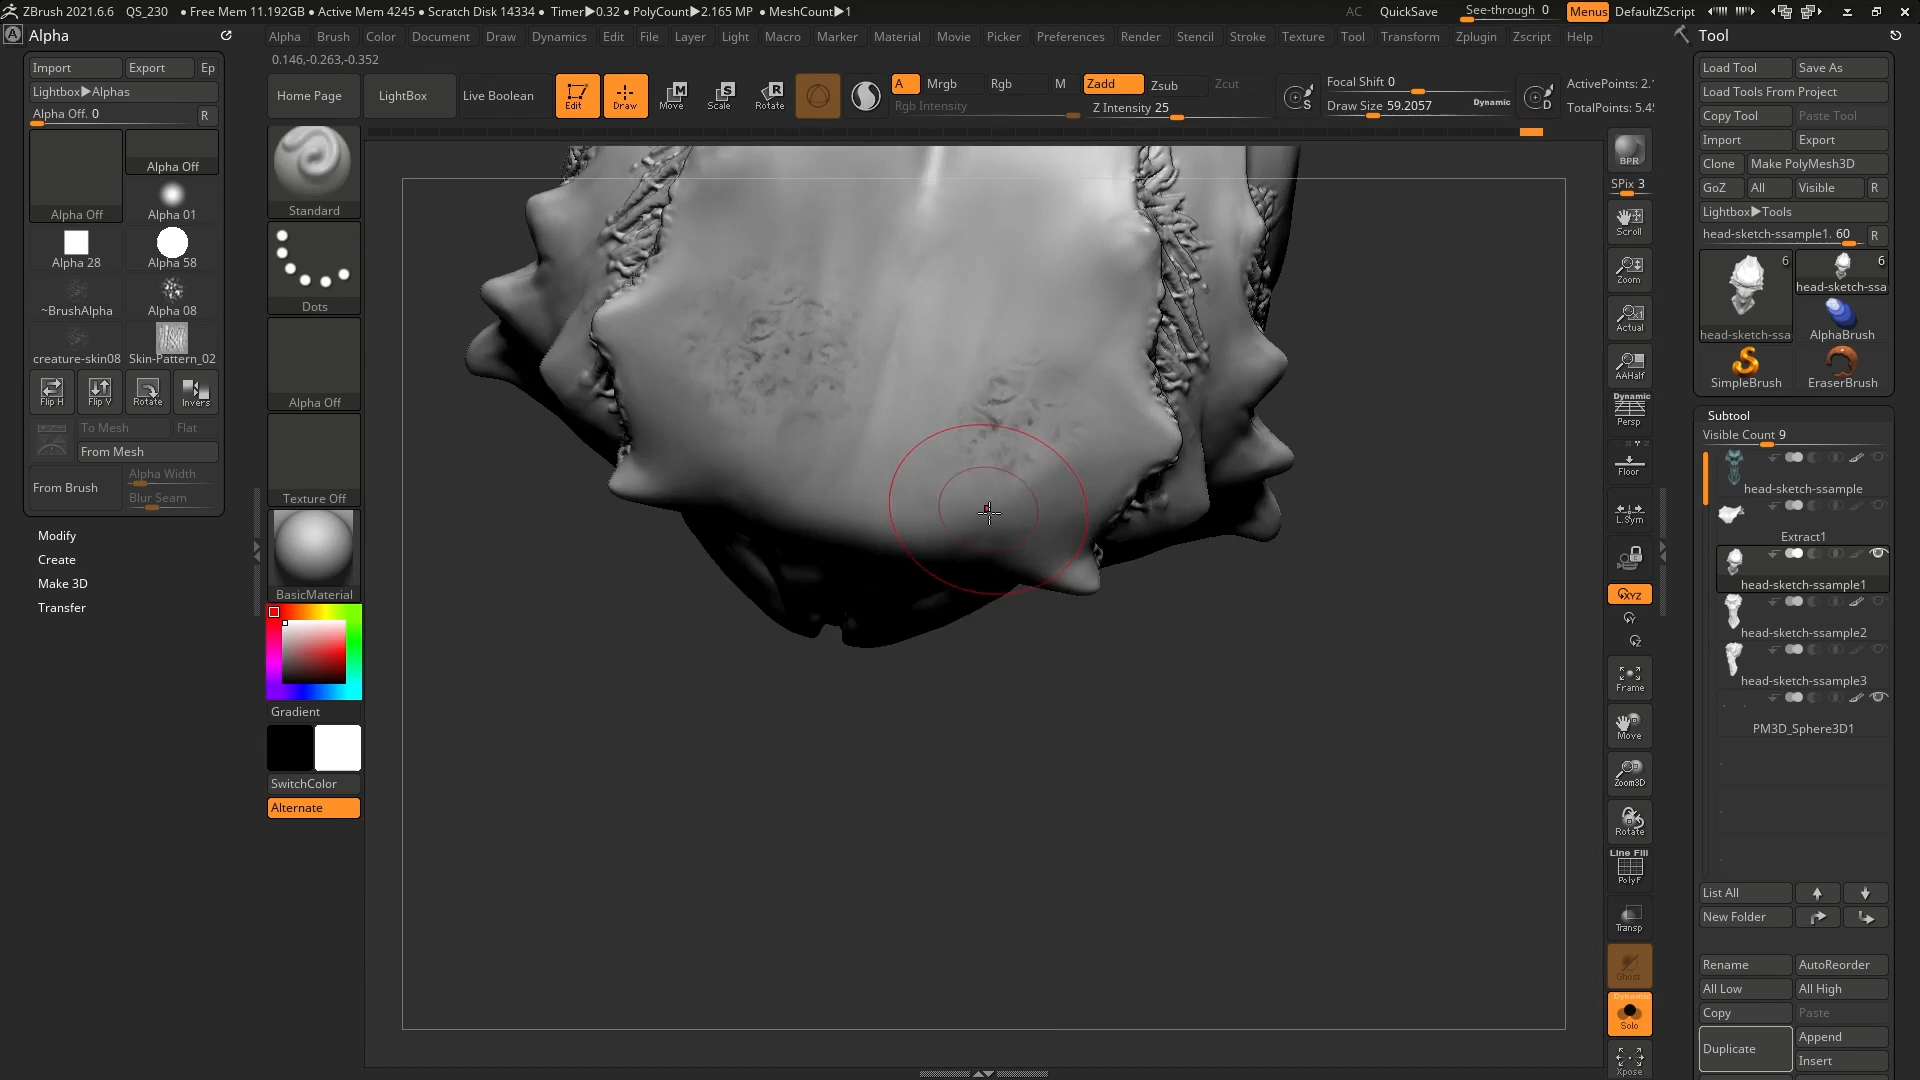 ZBrush 2021.6.6 QS_230 • Free Mem 11.192GB • Active Mem 4245 • Scratch Disk 14334 • Timer▶0.32 • PolyCount▶2.165 MP • MeshCount▶1
AC QuickSave See-through 0 Menus DefaultZScript
Alpha
Alpha Brush Color Document Draw Dynamics Edit File Layer Light Macro Marker Material Movie Picker Preferences Render Stencil Stroke Texture Tool Transform Zplugin Zscript Help
Tool
0.146,-0.263,-0.352
Import Export Ep
Lightbox▶Alphas
Alpha Off. 0 R
Alpha Off
Alpha Off
Alpha 01
Alpha 28
Alpha 58
~BrushAlpha
Alpha 08
creature-skin08
Skin-Pattern_02
Flip H
Flip V
Rotate
Invers
To Mesh Flat
From Mesh
From Brush
Alpha Width
Blur Seam
Modify
Create
Make 3D
Transfer
Home Page
LightBox
Live Boolean
Edit
Draw
Move
Scale
Rotate
A Mrgb Rgb M
Rgb Intensity
Zadd Zsub Zcut
Z Intensity 25
S
Focal Shift 0
Draw Size 59.2057 Dynamic
D
ActivePoints: 2.
TotalPoints: 5.4
Standard
Dots
Alpha Off
Texture Off
BasicMaterial
Gradient
SwitchColor
Alternate
BPR
SPix 3
Scroll
Zoom
Actual
AAHalf
Dynamic
Persp
Floor
L.Sym
XYZ
Y
Z
Frame
Move
Zoom3D
Rotate
Line Fill
PolyF
Transp
Ghost
Dynamic
Solo
Xpose
Load Tool Save As
Load Tools From Project
Copy Tool Paste Tool
Import Export
Clone Make PolyMesh3D
GoZ All Visible R
Lightbox▶Tools
head-sketch-ssample1. 60 R
6
head-sketch-ssa
6
head-sketch-ssa
AlphaBrush
SimpleBrush
EraserBrush
Subtool
Visible Count 9
head-sketch-ssample
Extract1
head-sketch-ssample1
head-sketch-ssample2
head-sketch-ssample3
PM3D_Sphere3D1
List All
New Folder
Rename AutoReorder
All Low All High
Copy Paste
Duplicate
Append
Insert